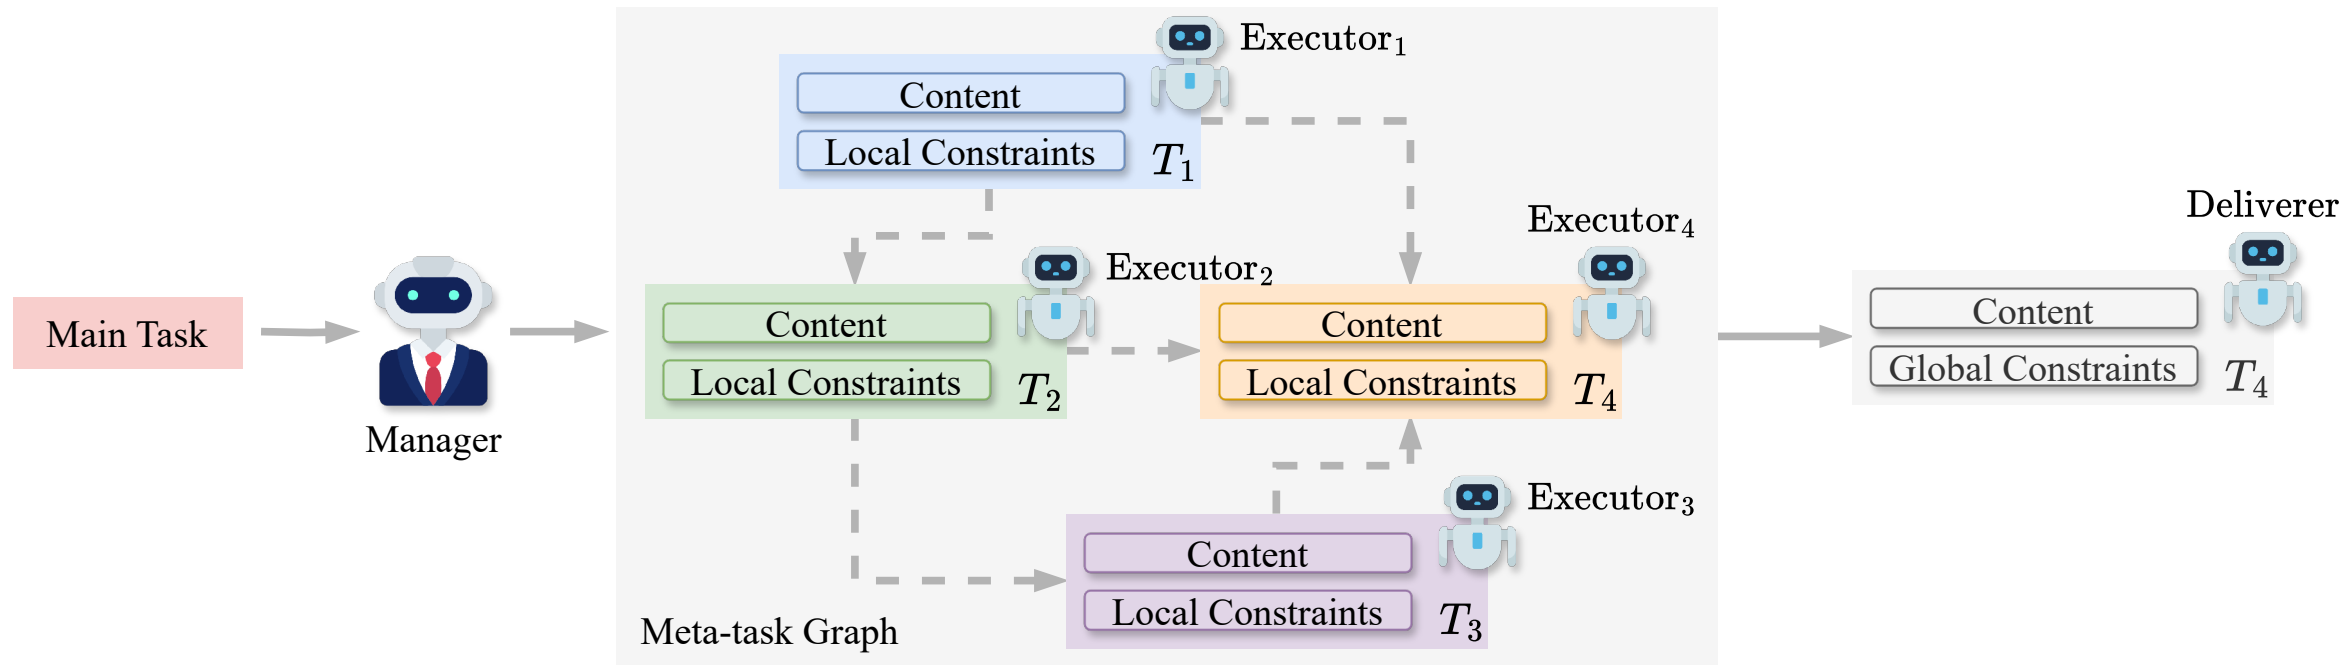 Main Task
Manager
Executor₁
Content
Local Constraints
T₁
Executor₂
Content
Local Constraints
T₂
Executor₄
Content
Local Constraints
T₄
Executor₃
Content
Local Constraints
T₃
Meta-task Graph
Deliverer
Content
Global Constraints
T₄